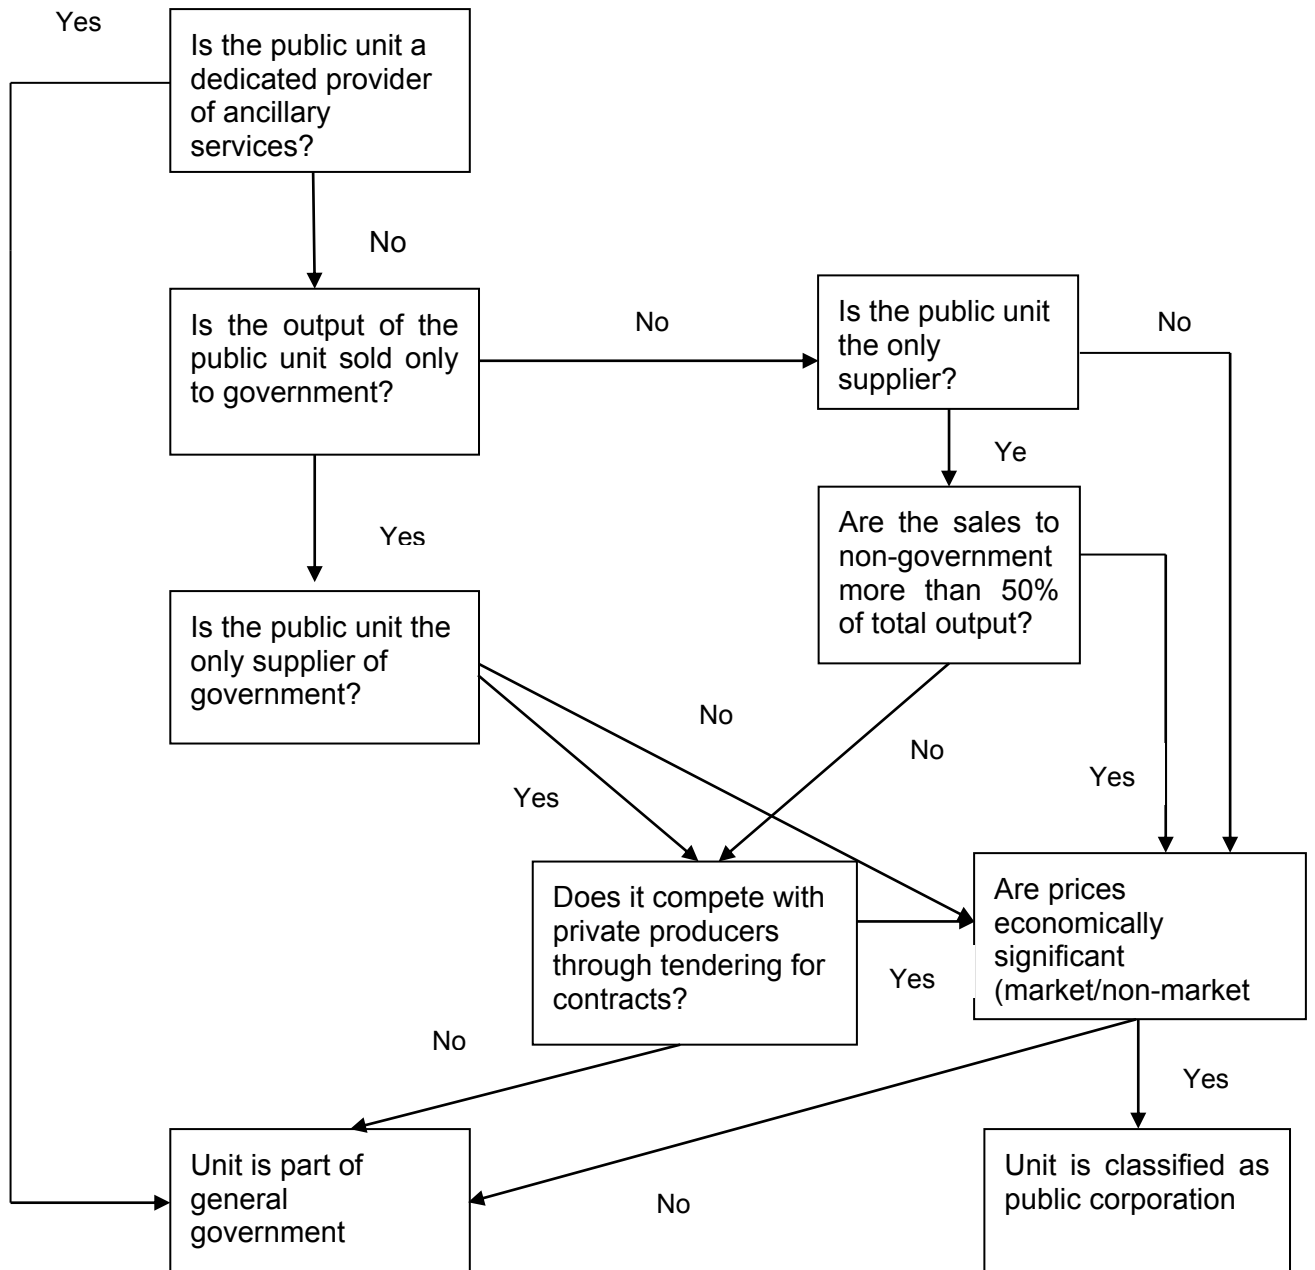 Yes
Is the public unit a
dedicated provider
of ancillary
services?
No
Is the output of the
public unit sold only
to government?
No
Is the public unit
the only
supplier?
No
Ye
Yes
Are the sales to
non-government
more than 50%
of total output?
Is the public unit the
only supplier of
government?
No
No
Yes
Yes
Does it compete with
private producers
through tendering for
contracts?
Yes
Are prices
economically
significant
(market/non-market
No
Yes
Unit is part of
general
government
No
Unit is classified as
public corporation